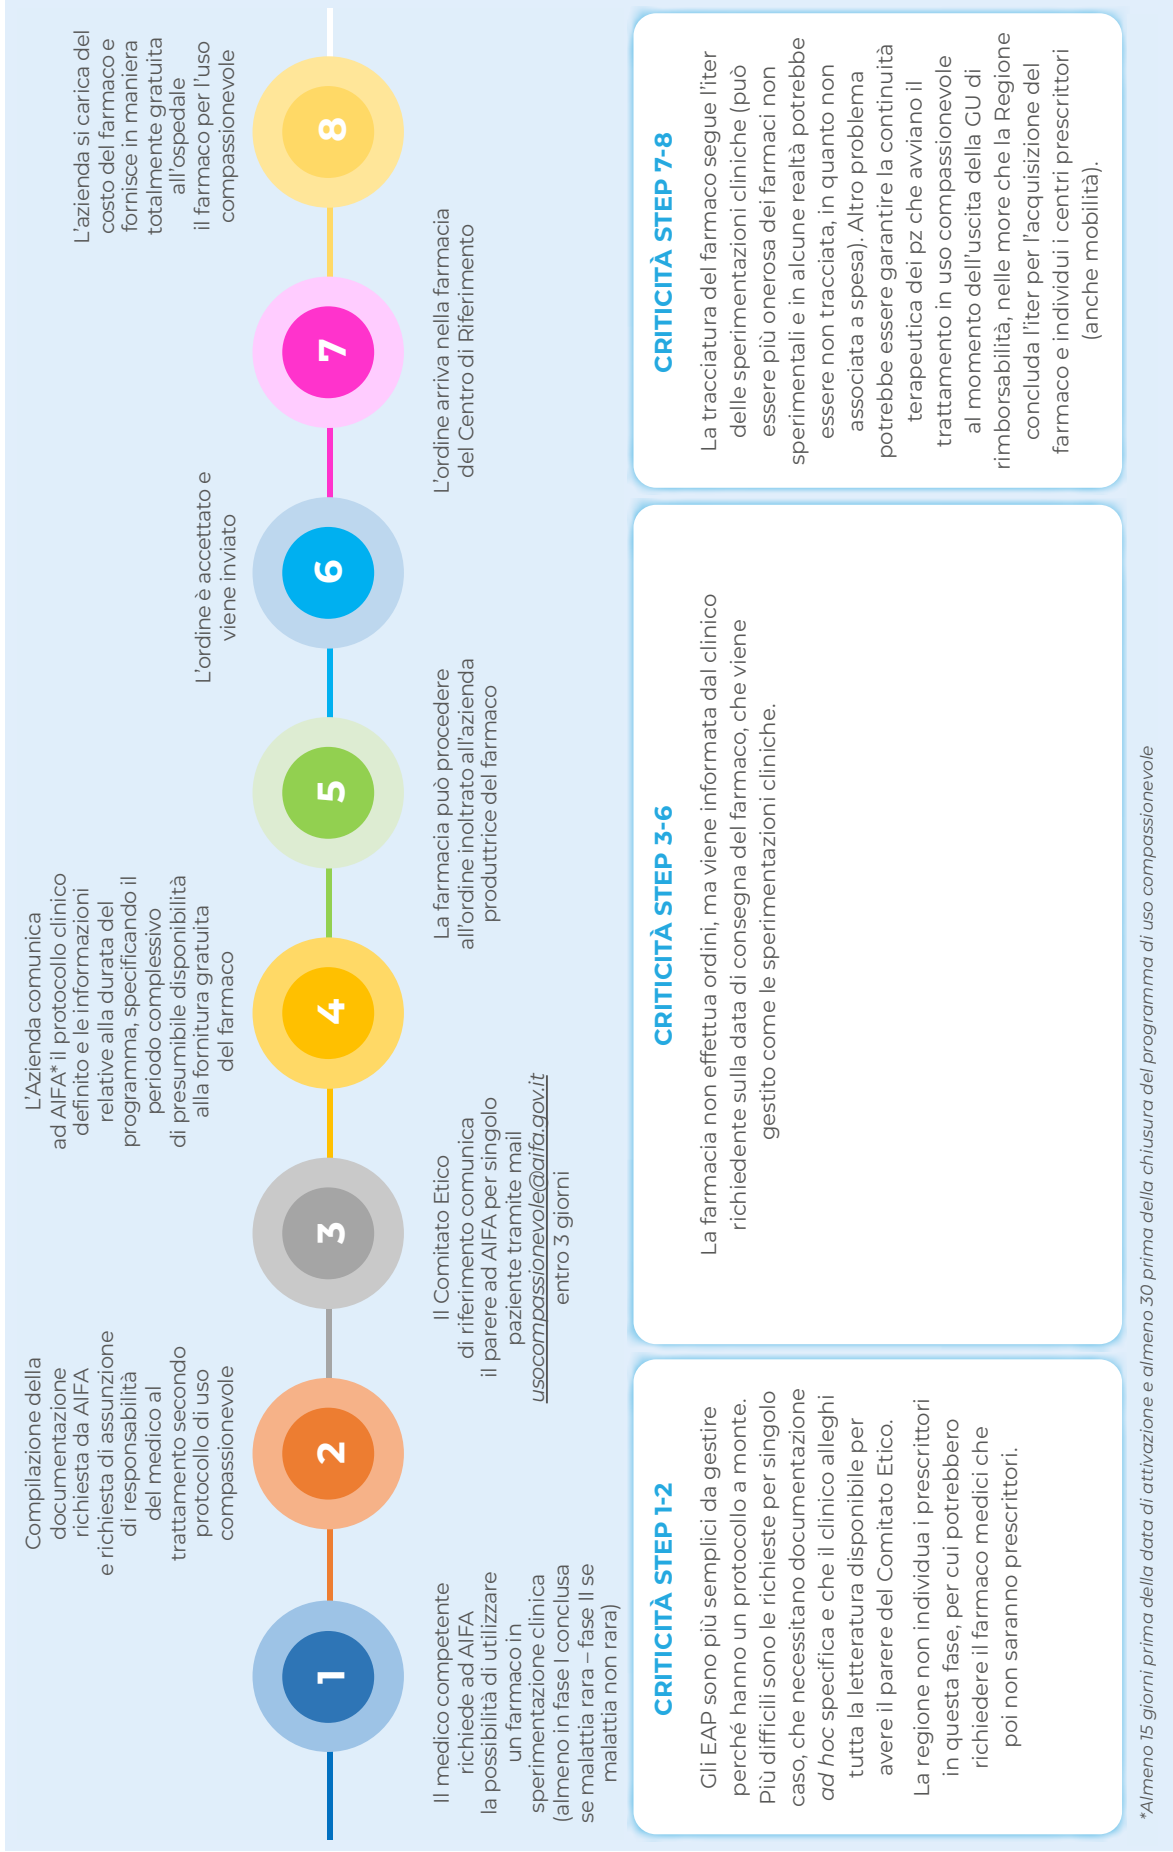 1
Il medico competente
richiede ad AIFA
la possibilità di utilizzare
un farmaco in
sperimentazione clinica
(almeno in fase I conclusa
se malattia rara – fase II se
malattia non rara)
2
Compilazione della
documentazione
richiesta da AIFA
e richiesta di assunzione
di responsabilità
del medico al
trattamento secondo
protocollo di uso
compassionevole
3
Il Comitato Etico
di riferimento comunica
il parere ad AIFA per singolo
paziente tramite mail
usocompassionevole@aifa.gov.it
entro 3 giorni
4
L'Azienda comunica
ad AIFA* il protocollo clinico
definito e le informazioni
relative alla durata del
programma, specificando il
periodo complessivo
di presumibile disponibilità
alla fornitura gratuita
del farmaco
5
La farmacia può procedere
all'ordine inoltrato all'azienda
produttrice del farmaco
6
L'ordine è accettato e
viene inviato
7
L'ordine arriva nella farmacia
del Centro di Riferimento
8
L'azienda si carica del
costo del farmaco e
fornisce in maniera
totalmente gratuita
all'ospedale
il farmaco per l'uso
compassionevole
CRITICITÀ STEP 1-2
Gli EAP sono più semplici da gestire
perché hanno un protocollo a monte.
Più difficili sono le richieste per singolo
caso, che necessitano documentazione
ad hoc specifica e che il clinico alleghi
tutta la letteratura disponibile per
avere il parere del Comitato Etico.
La regione non individua i prescrittori
in questa fase, per cui potrebbero
richiedere il farmaco medici che
poi non saranno prescrittori.
CRITICITÀ STEP 3-6
La farmacia non effettua ordini, ma viene informata dal clinico
richiedente sulla data di consegna del farmaco, che viene
gestito come le sperimentazioni cliniche.
CRITICITÀ STEP 7-8
La tracciatura del farmaco segue l'iter
delle sperimentazioni cliniche (può
essere più onerosa dei farmaci non
sperimentali e in alcune realtà potrebbe
essere non tracciata, in quanto non
associata a spesa). Altro problema
potrebbe essere garantire la continuità
terapeutica dei pz che avviano il
trattamento in uso compassionevole
al momento dell'uscita della GU di
rimborsabilità, nelle more che la Regione
concluda l'iter per l'acquisizione del
farmaco e individui i centri prescrittori
(anche mobilità).
*Almeno 15 giorni prima della data di attivazione e almeno 30 prima della chiusura del programma di uso compassionevole